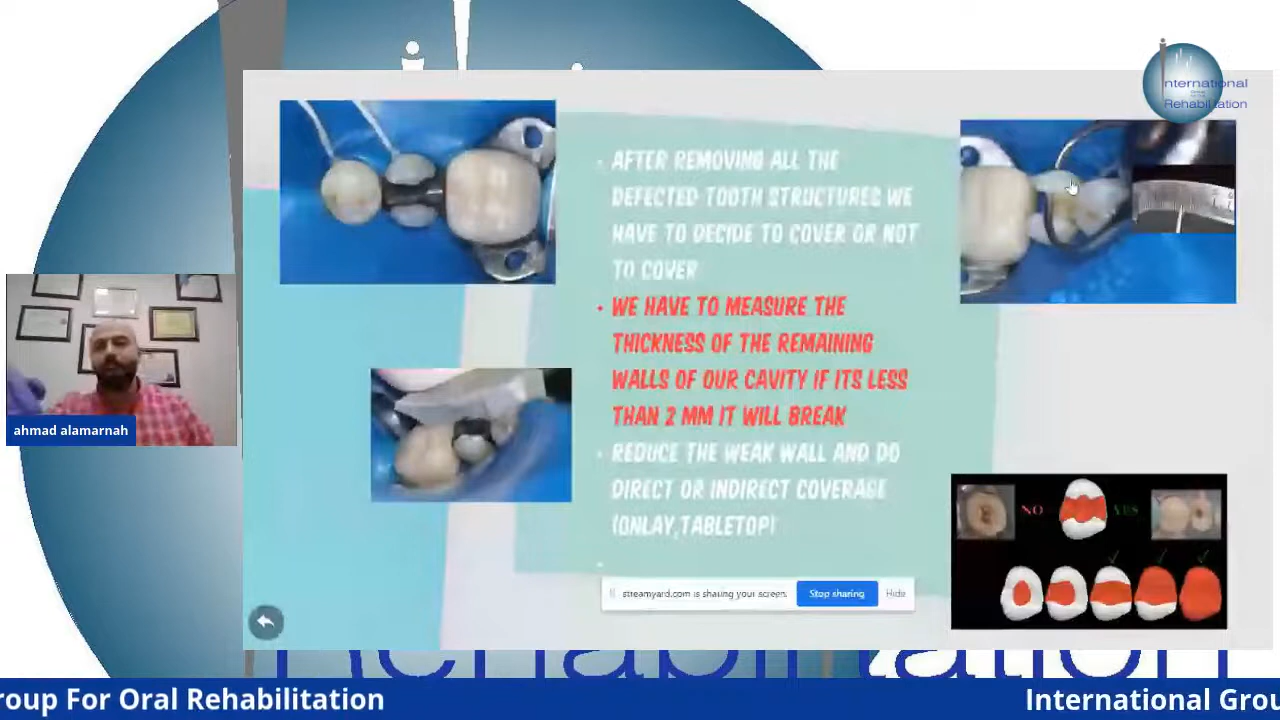 nternational
Rehabilitation
AFTER REMOVING ALL THE
DEFECTED TOOTH STRUCTURES WE
HAVE TO DECIDE TO COVER OR NOT
TO COVER
WE HAVE TO MEASURE THE
THICKNESS OF THE REMAINING
WALLS OF OUR CAVITY IF ITS LESS
THAN 2 MM IT WILL BREAK
REDUCE THE WEAK WALL AND DO
DIRECT OR INDIRECT COVERAGE
(ONLAY,TABLETOP)
ahmad alamarnah
NO
YES
streamyard.com is sharing your screen.
Stop sharing
Hide
Rehabilitation
roup For Oral Rehabilitation
International Grou